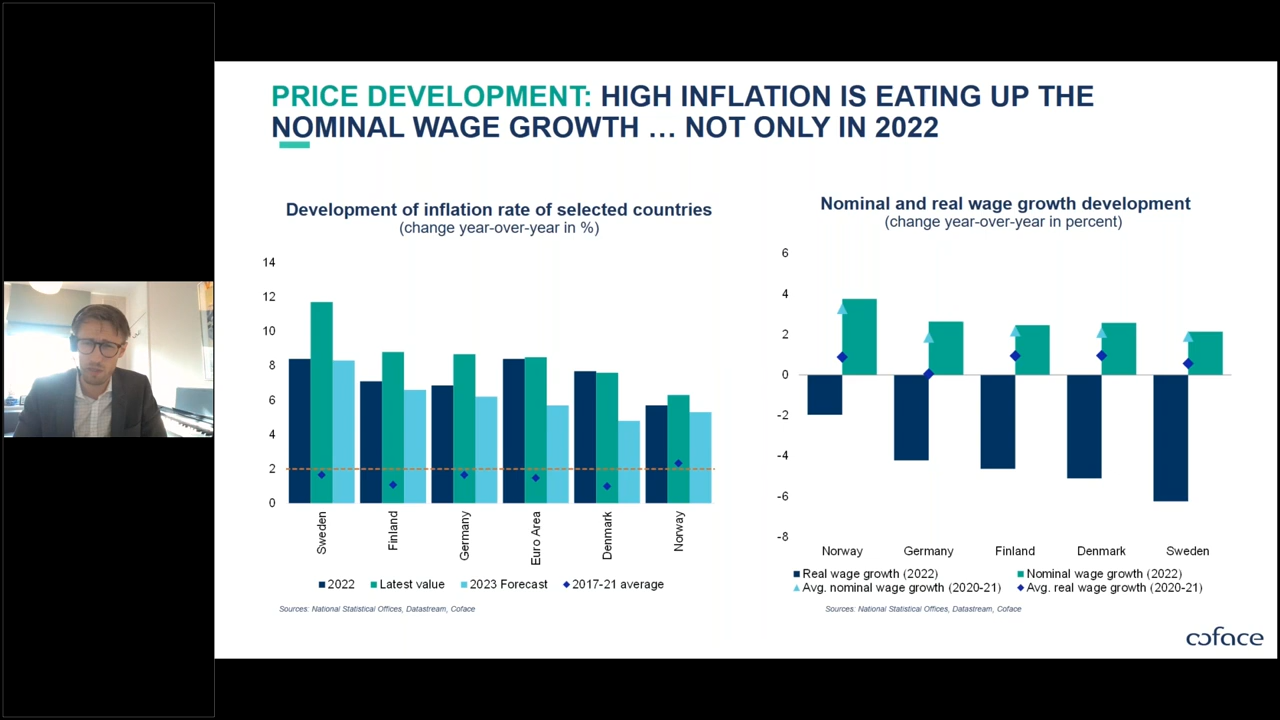 PRICE DEVELOPMENT: HIGH INFLATION IS EATING UP THE
NOMINAL WAGE GROWTH … NOT ONLY IN 2022
Development of inflation rate of selected countries
(change year-over-year in %)
14
12
10
8
6
4
2
0
Sweden
Finland
Germany
Euro Area
Denmark
Norway
2022
Latest value
2023 Forecast
2017-21 average
Sources: National Statistical Offices, Datastream, Coface
Nominal and real wage growth development
(change year-over-year in percent)
6
4
2
0
-2
-4
-6
-8
Norway
Germany
Finland
Denmark
Sweden
Real wage growth (2022)
Nominal wage growth (2022)
Avg. nominal wage growth (2020-21)
Avg. real wage growth (2020-21)
Sources: National Statistical Offices, Datastream, Coface
coface